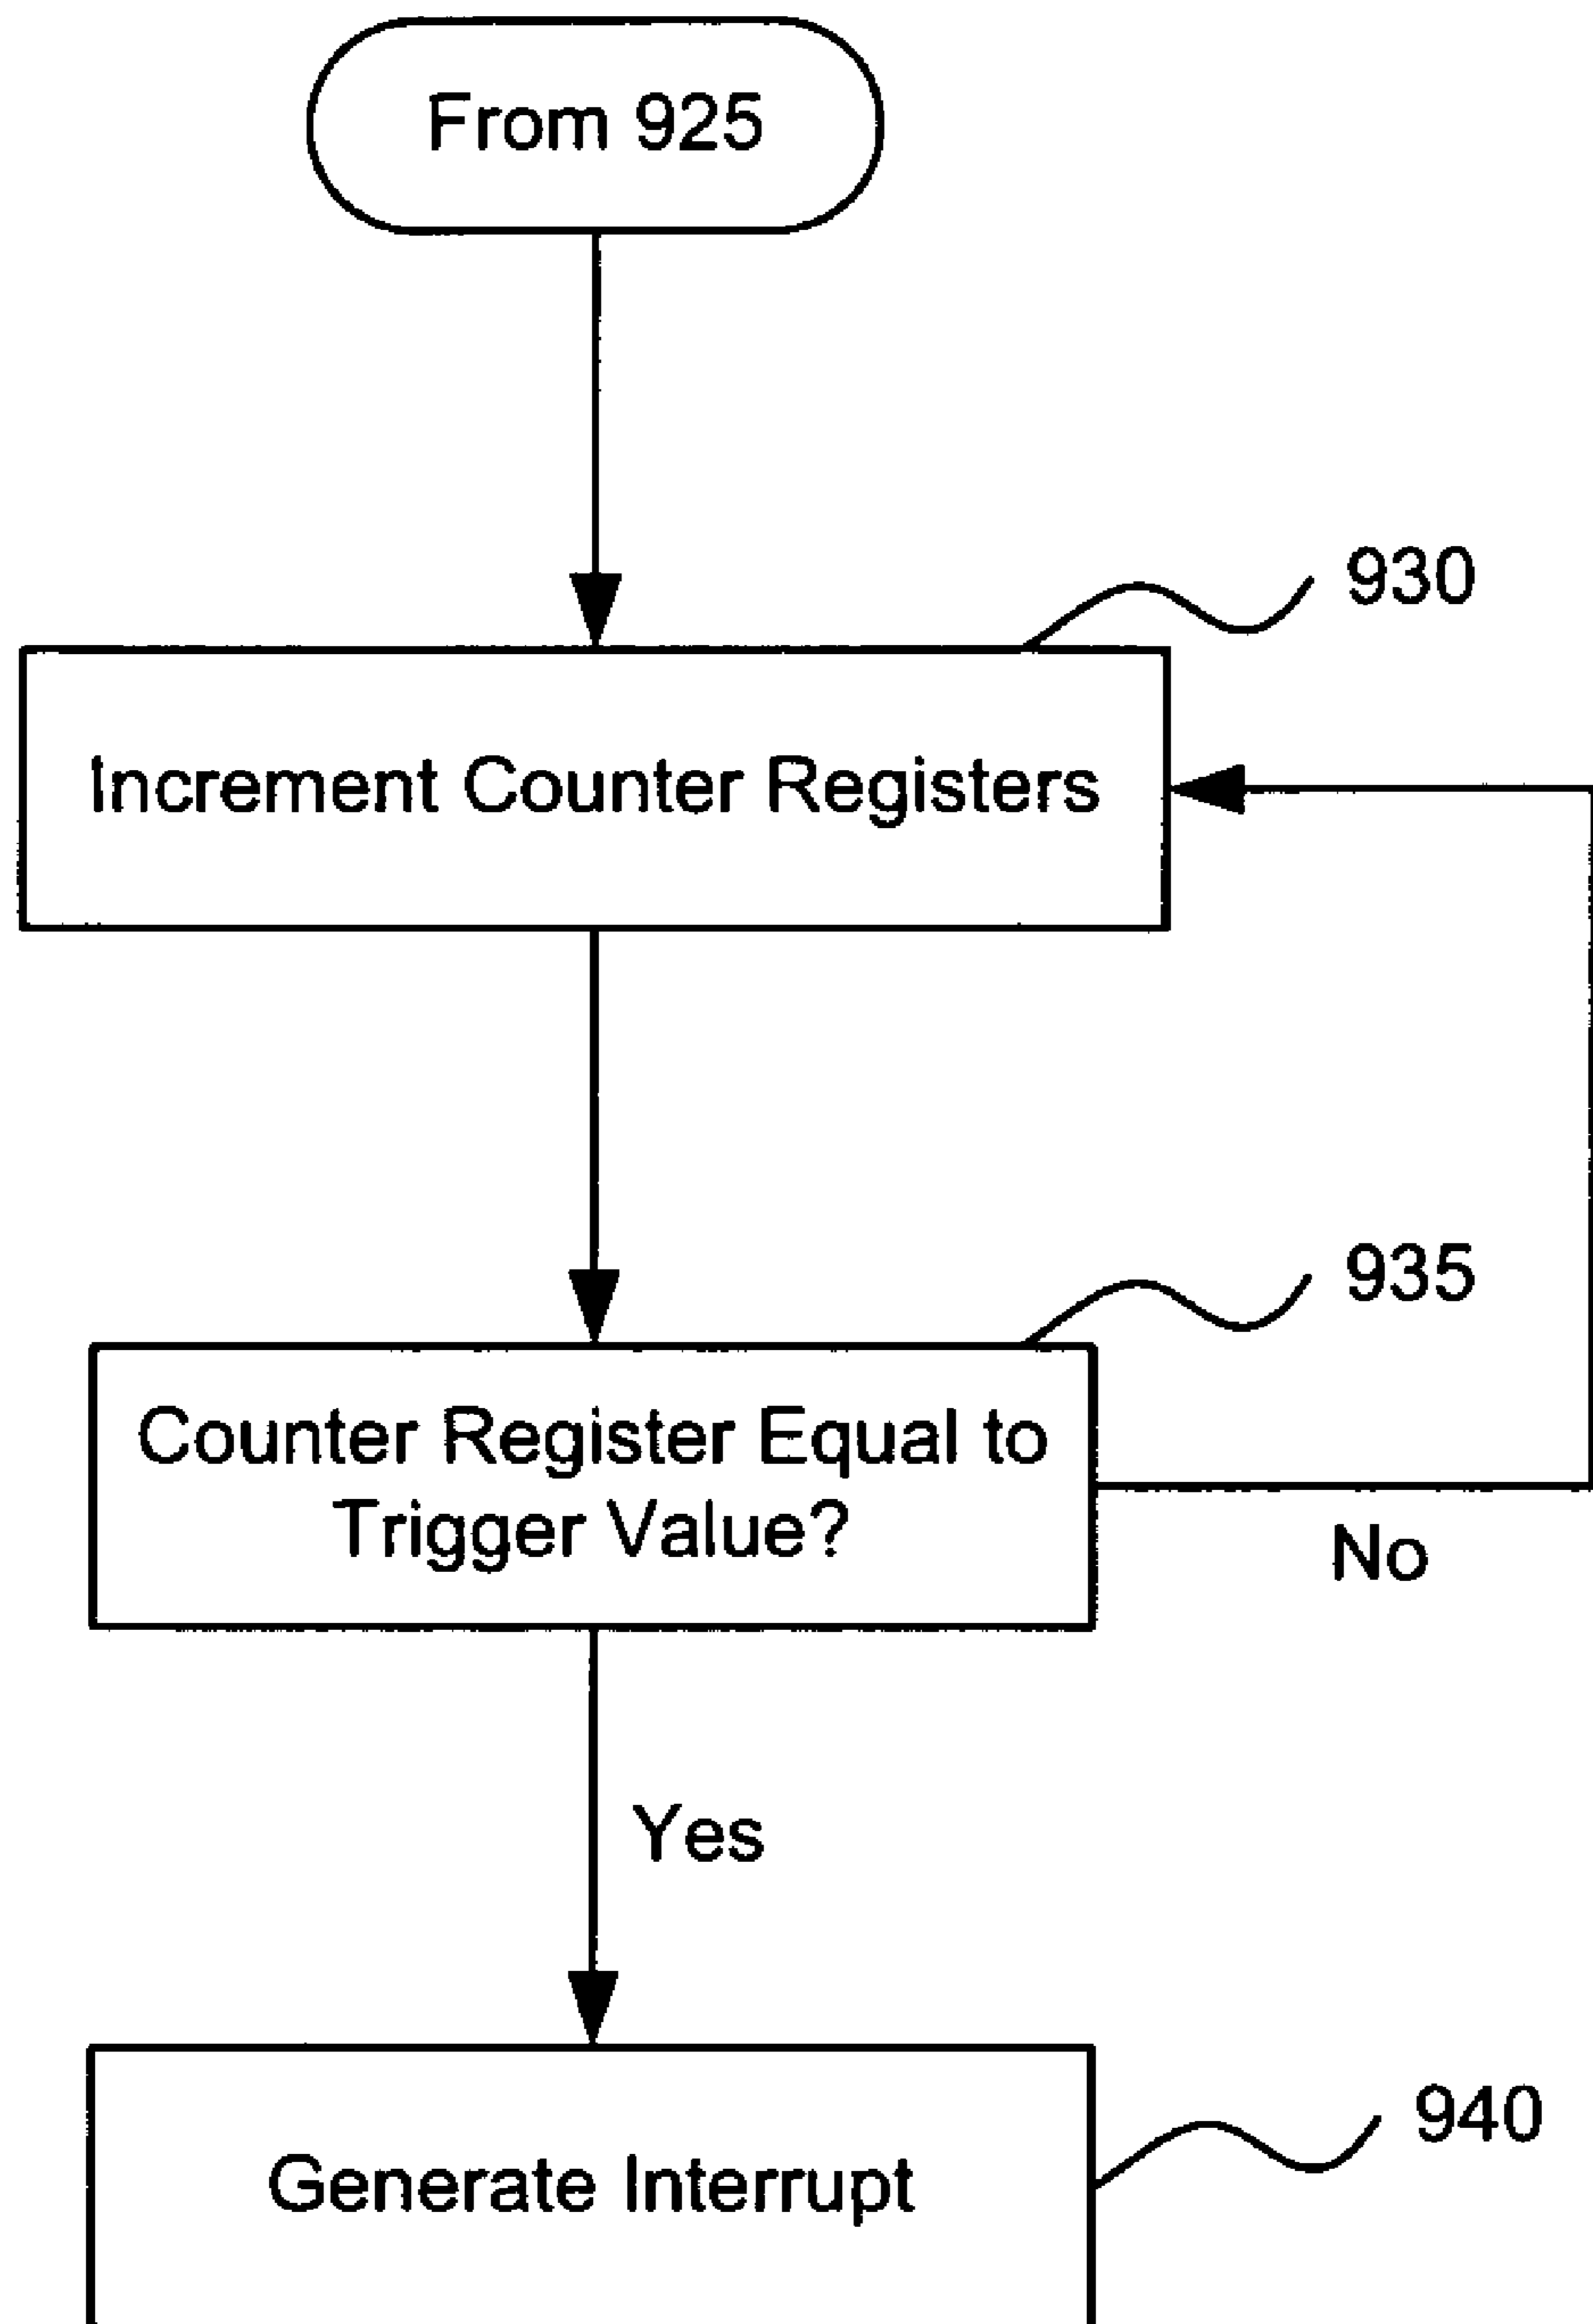 From 925
930
Increment Counter Registers
935
Counter Register Equal to
Trigger Value?
No
Yes
940
Generate Interrupt